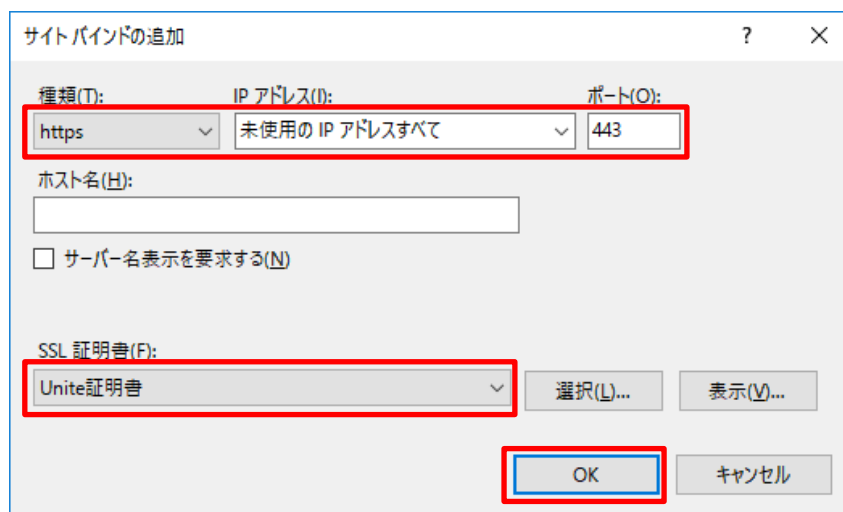 サイト バインドの追加 ?
種類(T): IP アドレス(I): ポート(O):
https 未使用の IP アドレスすべて 443
ホスト名(H):
サーバー名表示を要求する(N)
SSL 証明書(F):
Unite証明書 選択(L)... 表示(V)...
OK キャンセル